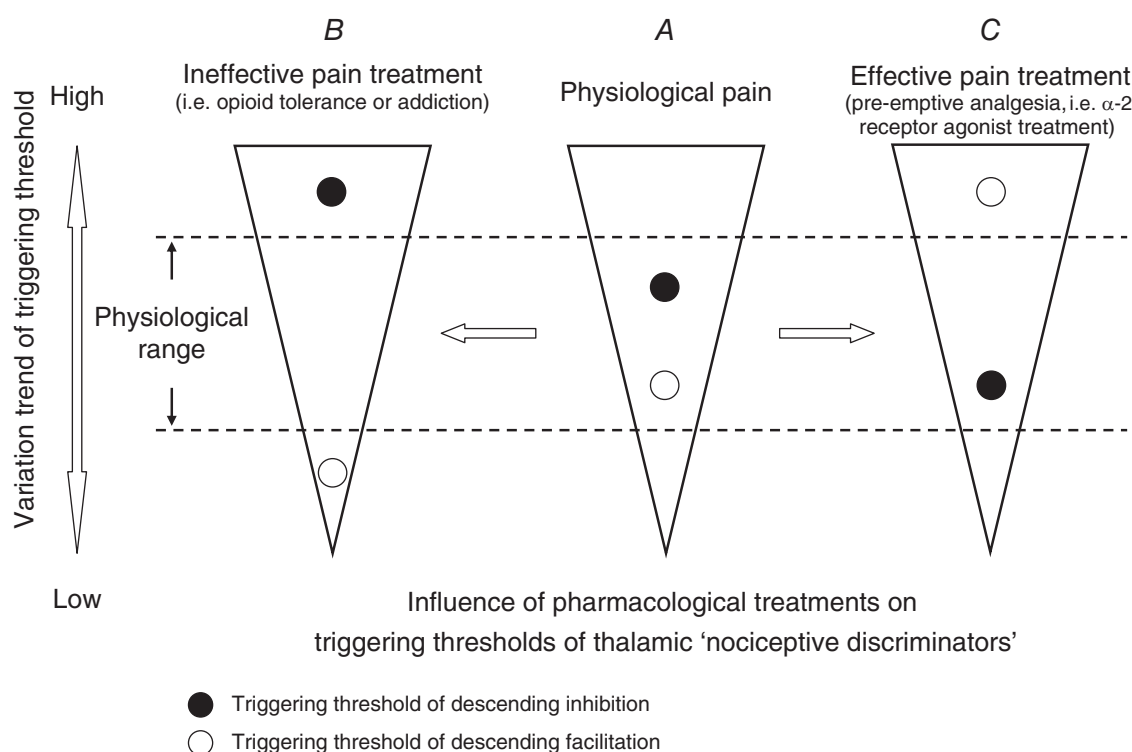 B
Ineffective pain treatment
(i.e. opioid tolerance or addiction)
A
Physiological pain
C
Effective pain treatment
(pre-emptive analgesia, i.e. α-2
receptor agonist treatment)
High
Variation trend of triggering threshold
Physiological
range
Low
Influence of pharmacological treatments on
triggering thresholds of thalamic ‘nociceptive discriminators’
Triggering threshold of descending inhibition
Triggering threshold of descending facilitation